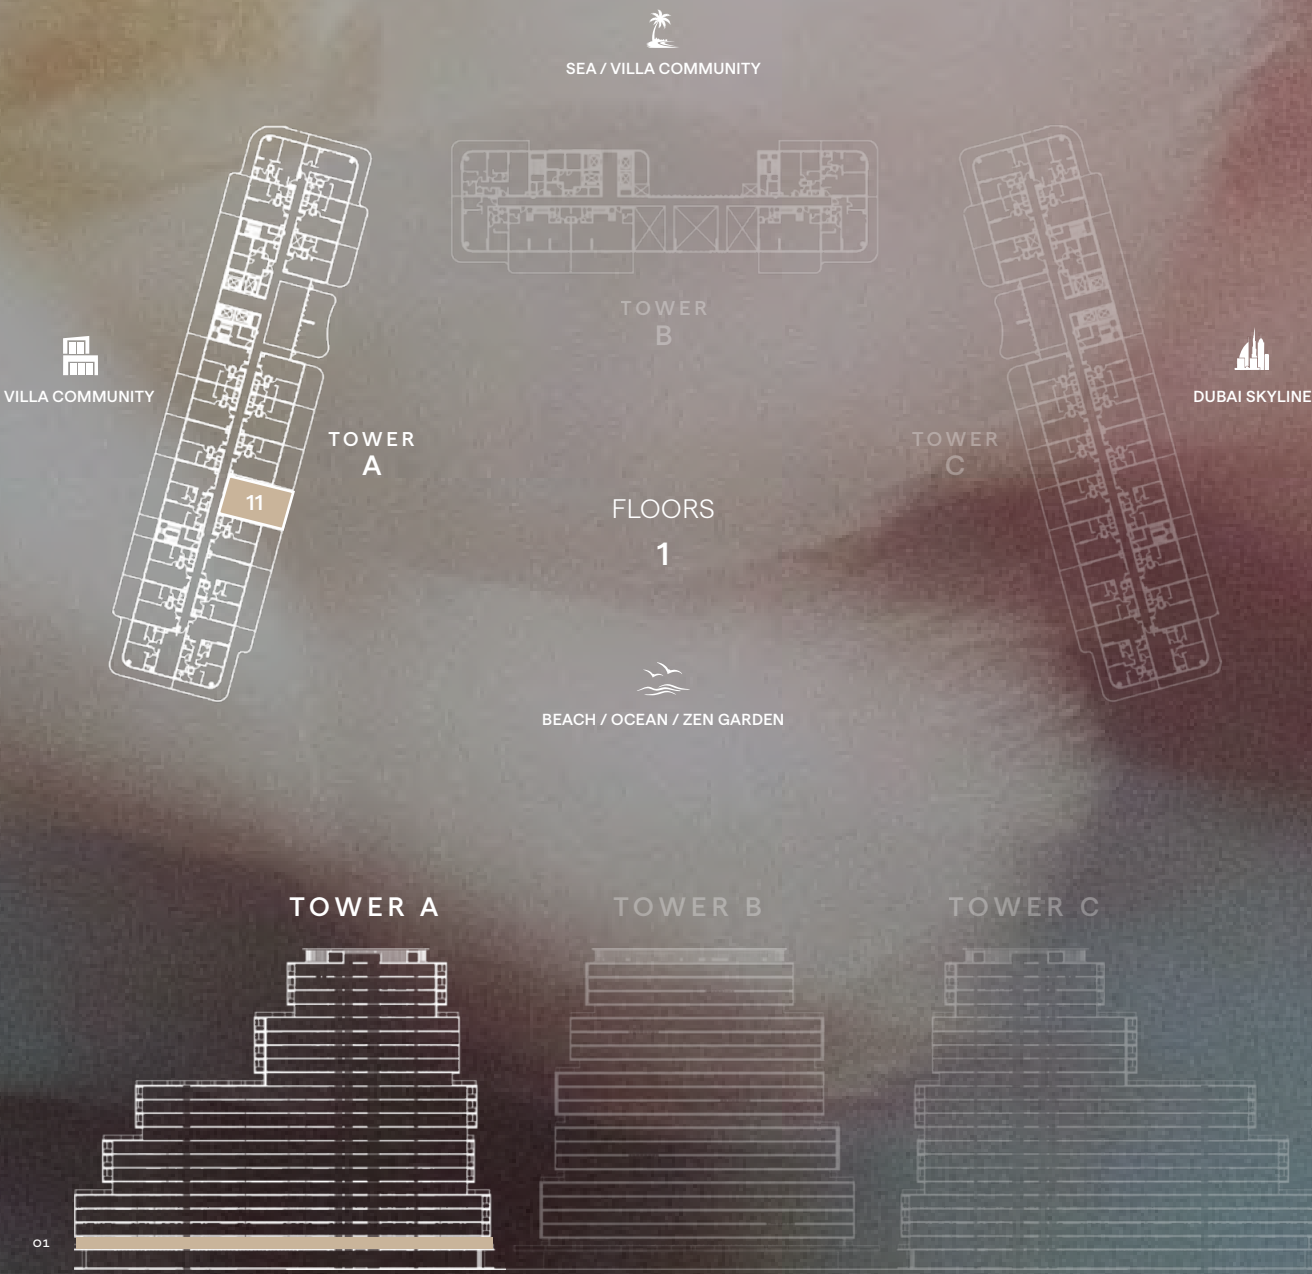 SEA / VILLA COMMUNITY
TOWER
B
VILLA COMMUNITY
DUBAI SKYLINE
TOWER
A
TOWER
C
11
FLOORS
1
BEACH / OCEAN / ZEN GARDEN
TOWER A
TOWER B
TOWER C
01